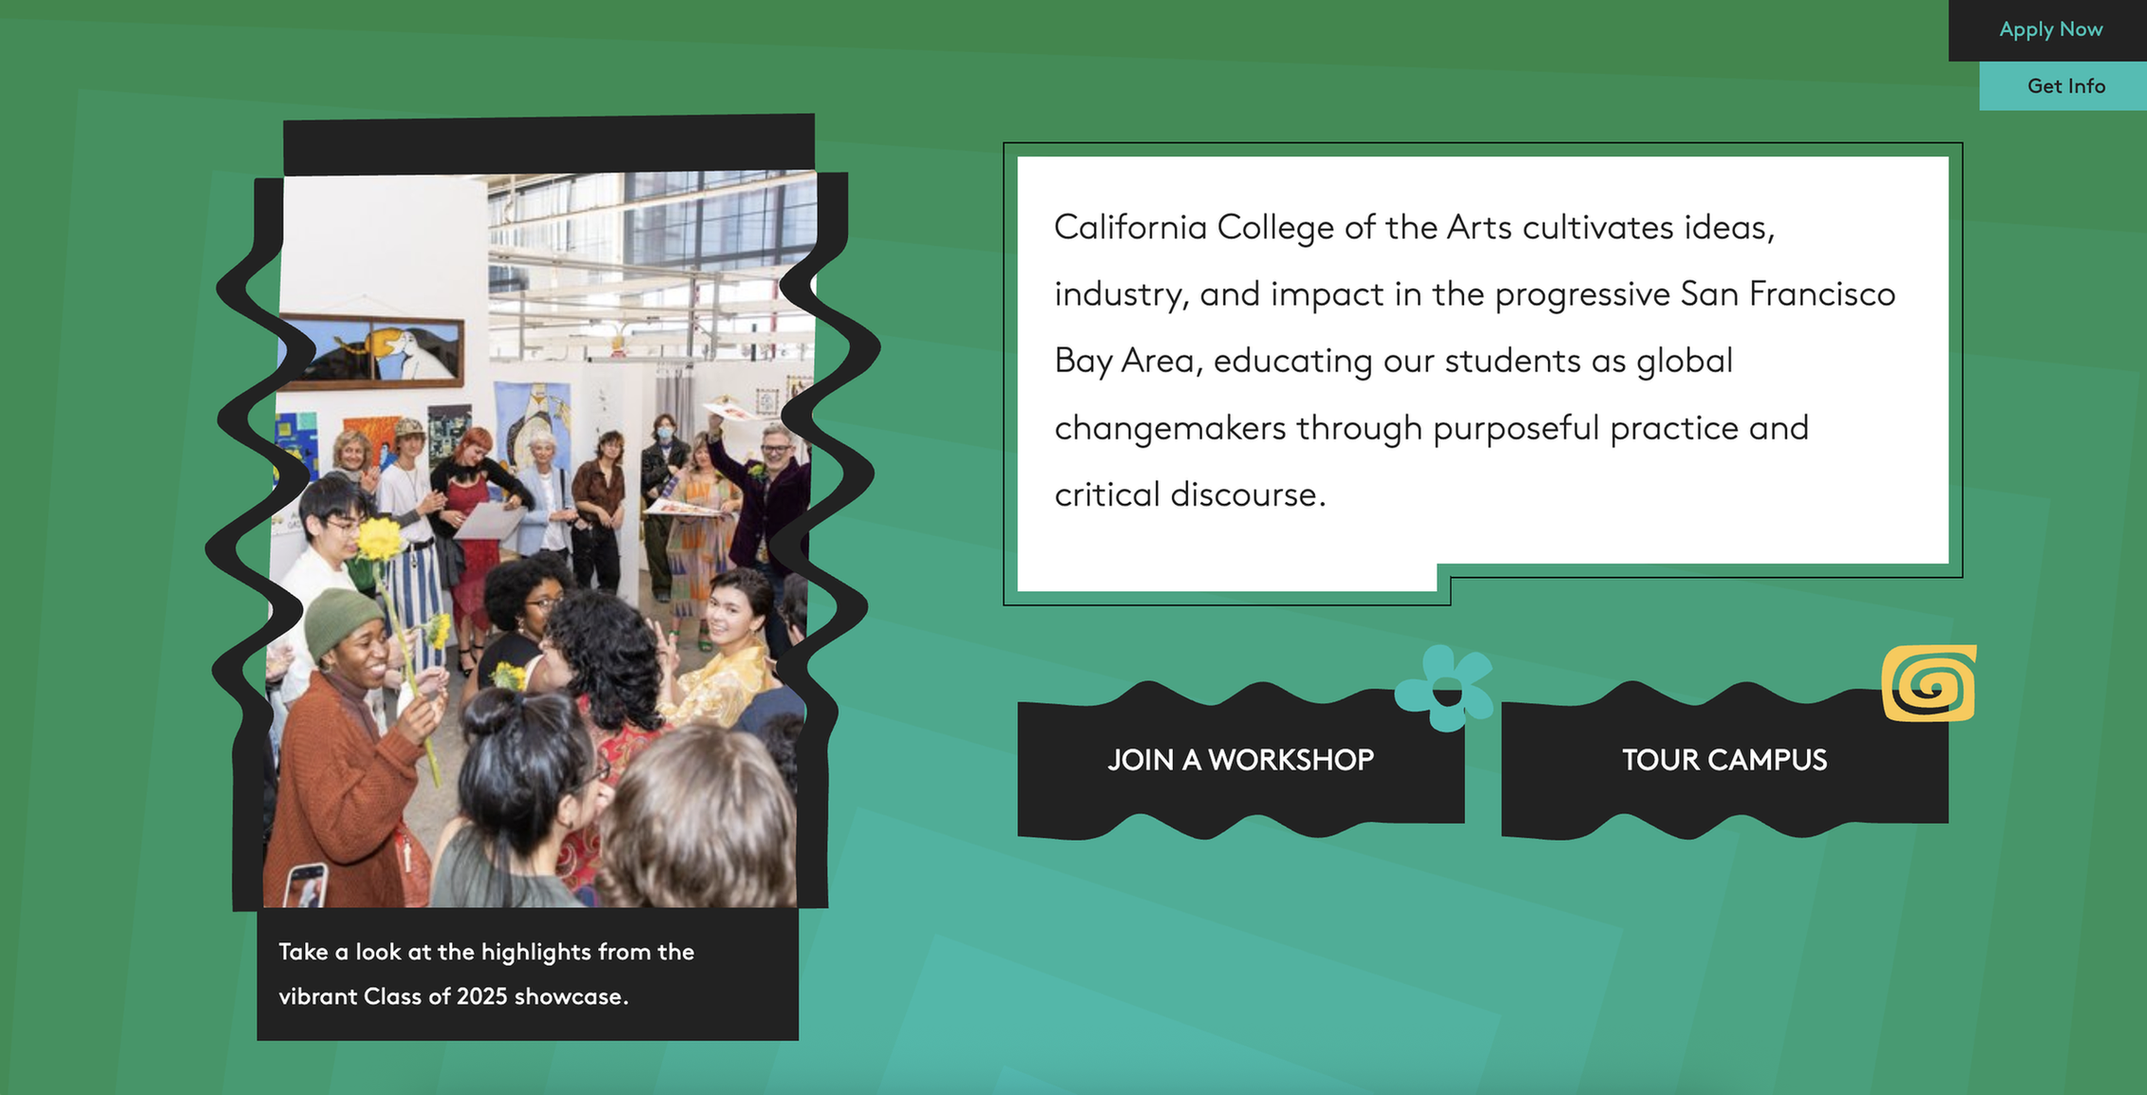 Apply Now
Get Info
California College of the Arts cultivates ideas,
industry, and impact in the progressive San Francisco
Bay Area, educating our students as global
changemakers through purposeful practice and
critical discourse.
JOIN A WORKSHOP
TOUR CAMPUS
Take a look at the highlights from the
vibrant Class of 2025 showcase.